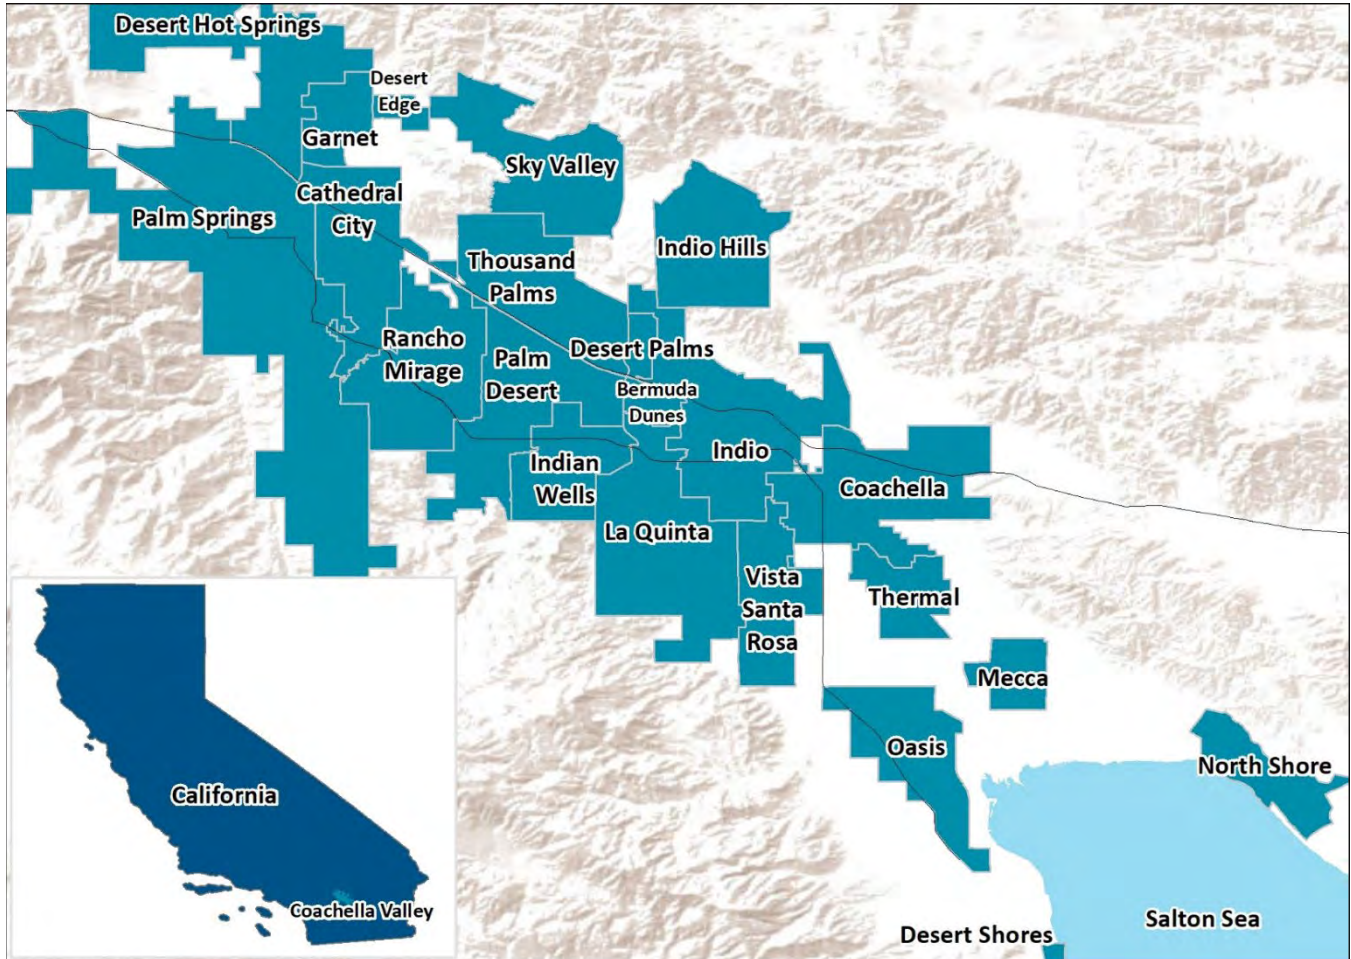 Desert Hot Springs
Desert
Edge
Garnet
Sky Valley
Cathedral
City
Palm Springs
Indio Hills
Thousand
Palms
Rancho
Mirage
Palm
Desert
Desert Palms
Bermuda
Dunes
Indio
Indian
Wells
Coachella
La Quinta
Vista
Santa
Rosa
Thermal
Mecca
Oasis
North Shore
California
Coachella Valley
Salton Sea
Desert Shores